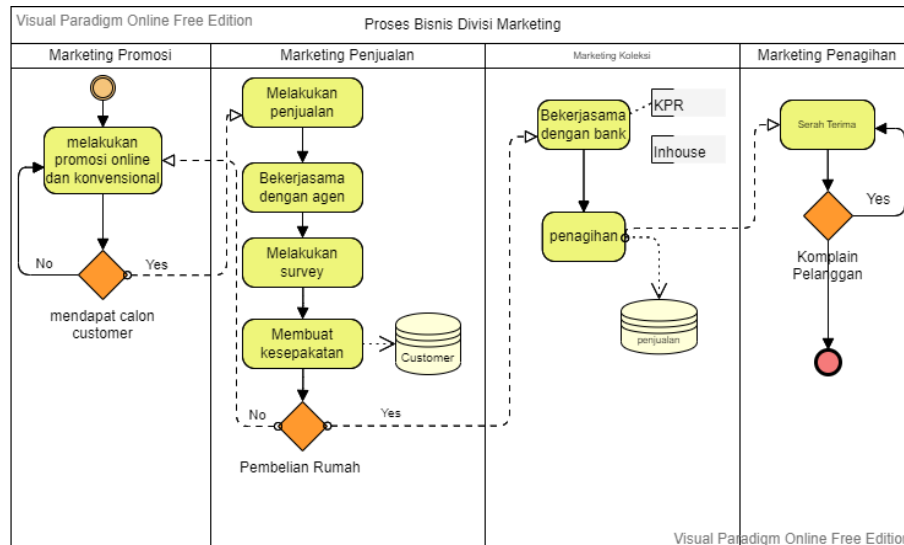 Visual Paradigm Online Free Edition
Proses Bisnis Divisi Marketing
Marketing Promosi
Marketing Penjualan
Marketing Koleksi
Marketing Penagihan
melakukan
promosi online
dan konvensional
No
Yes
mendapat calon
customer
Melakukan
penjualan
Bekerjasama
dengan agen
Melakukan
survey
Membuat
kesepakatan
Customer
No
Yes
Pembelian Rumah
Bekerjasama
dengan bank
KPR
Inhouse
penagihan
penjualan
Serah Terima
Yes
Komplain
Pelanggan
Visual Paradigm Online Free Edition